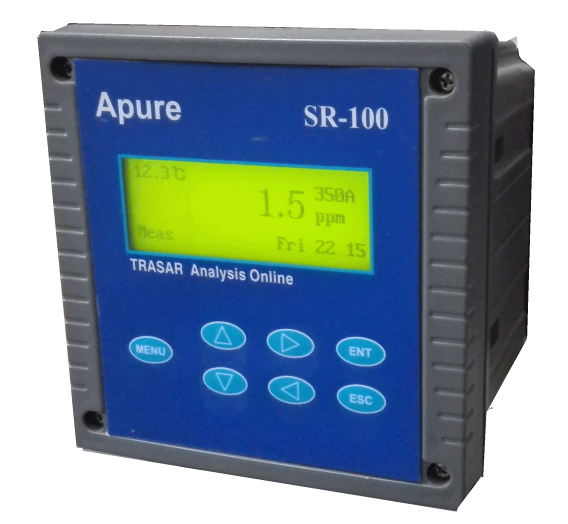 Apure
SR-100
12.3℃
1.5 350A
ppm
Meas
Fri 22 15
TRASAR Analysis Online
MENU
ENT
ESC